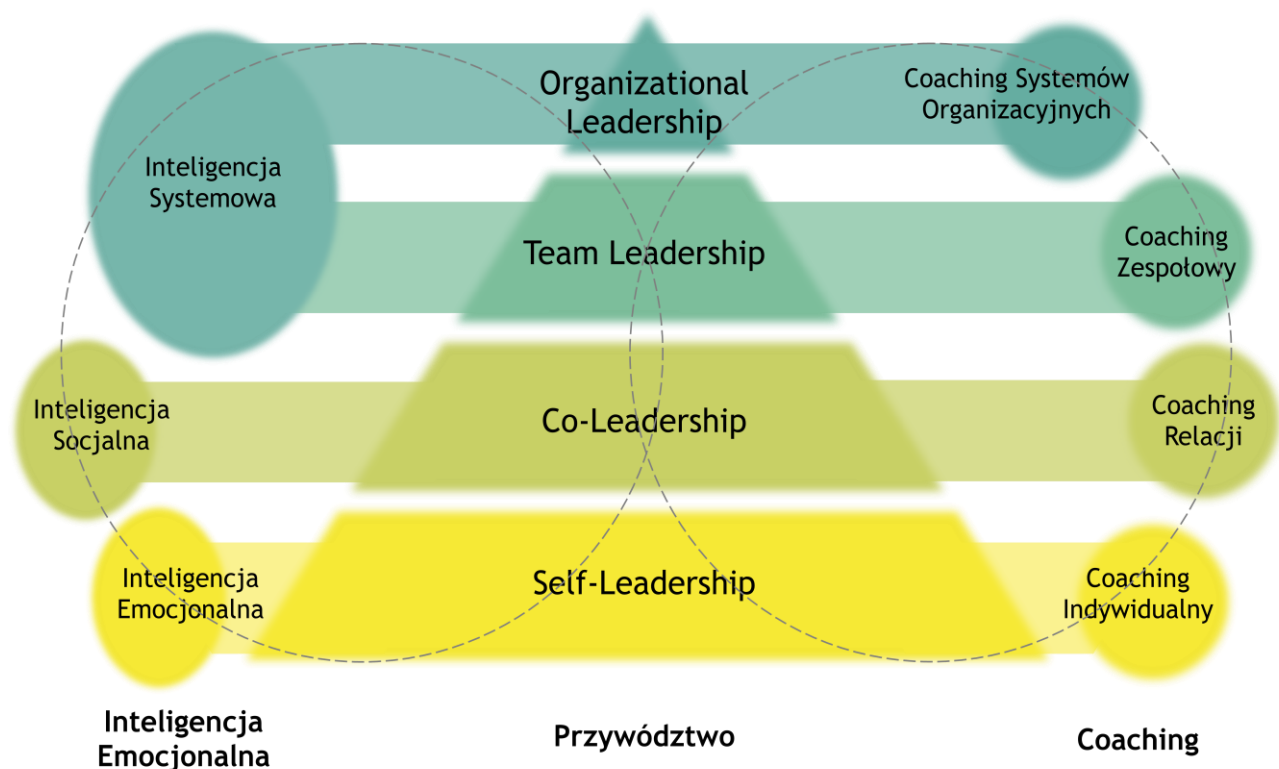 Organizational
Leadership
Coaching Systemów
Organizacyjnych
Inteligencja
Systemowa
Team Leadership
Coaching
Zespołowy
Inteligencja
Socjalna
Co-Leadership
Coaching
Relacji
Inteligencja
Emocjonalna
Self-Leadership
Coaching
Indywidualny
Inteligencja
Emocjonalna
Przywództwo
Coaching